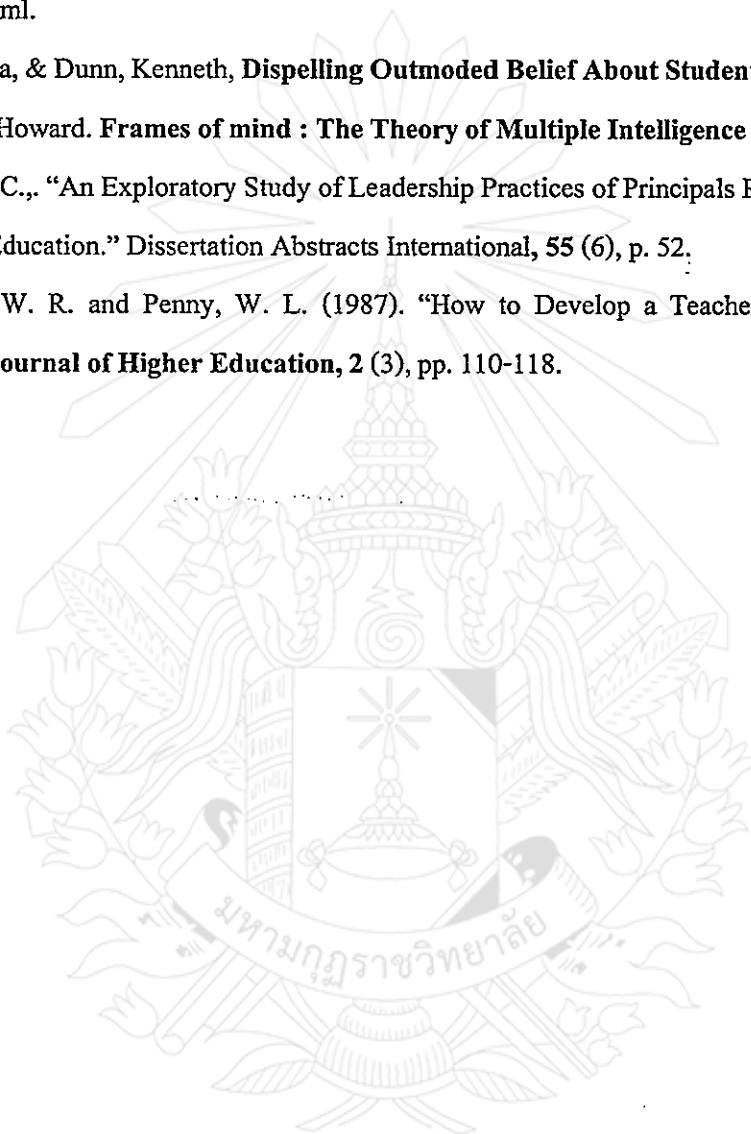 ml.
a, & Dunn, Kenneth, Dispelling Outmoded Belief About Studen
Howard. Frames of mind : The Theory of Multiple Intelligence
C.,. “An Exploratory Study of Leadership Practices of Principals
Education.” Dissertation Abstracts International, 55 (6), p. 52.
W. R. and Penny, W. L. (1987). “How to Develop a Teache
ournal of Higher Education, 2 (3), pp. 110-118.
มหามกุฏราชวิทยาลัย